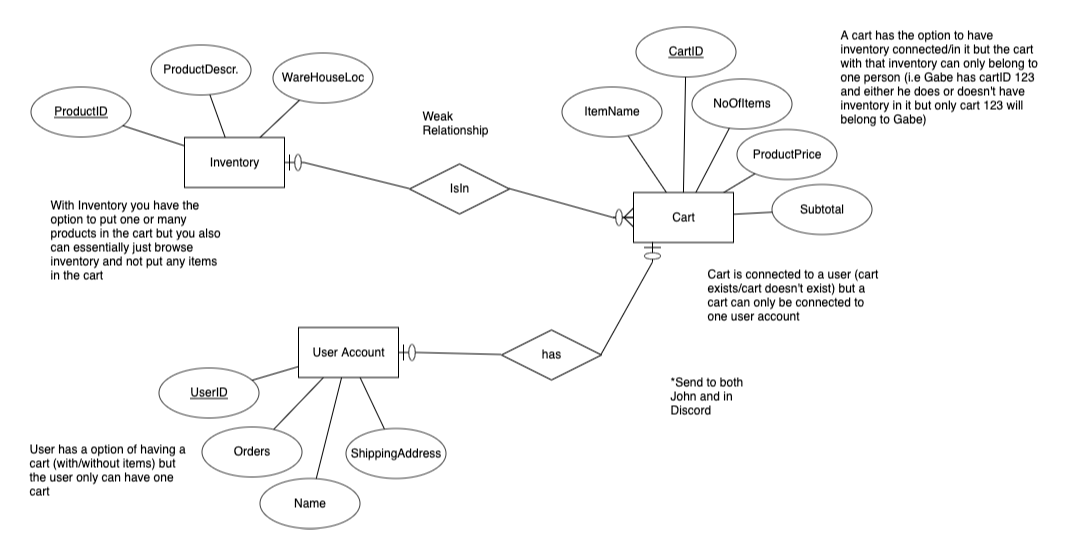 CartID
A cart has the option to have
inventory connected/in it but the cart
with that inventory can only belong to
one person (i.e Gabe has cartID 123
and either he does or doesn't have
inventory in it but only cart 123 will
belong to Gabe)
ProductDescr.
WareHouseLoc
ProductID
ItemName
NoOfItems
Weak
Relationship
Inventory
ProductPrice
IsIn
Subtotal
Cart
With Inventory you have the
option to put one or many
products in the cart but you also
can essentially just browse
inventory and not put any items
in the cart
Cart is connected to a user (cart
exists/cart doesn't exist) but a
cart can only be connected to
one user account
User Account
has
*Send to both
John and in
Discord
UserID
Orders
ShippingAddress
Name
User has a option of having a
cart (with/without items) but
the user only can have one
cart